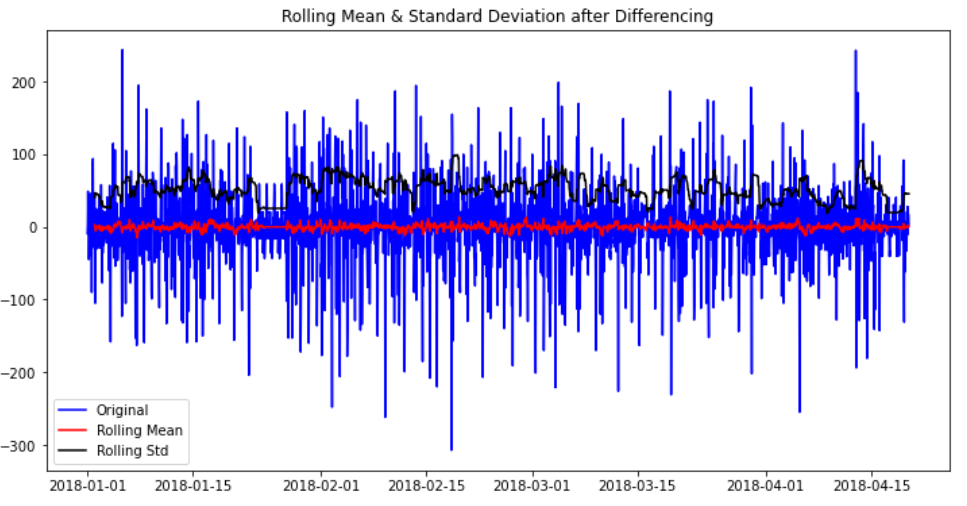 Rolling Mean & Standard Deviation after Differencing
200
100
0
−100
−200
−300
Original
Rolling Mean
Rolling Std
2018-01-01 2018-01-15 2018-02-01 2018-02-15 2018-03-01 2018-03-15 2018-04-01 2018-04-15